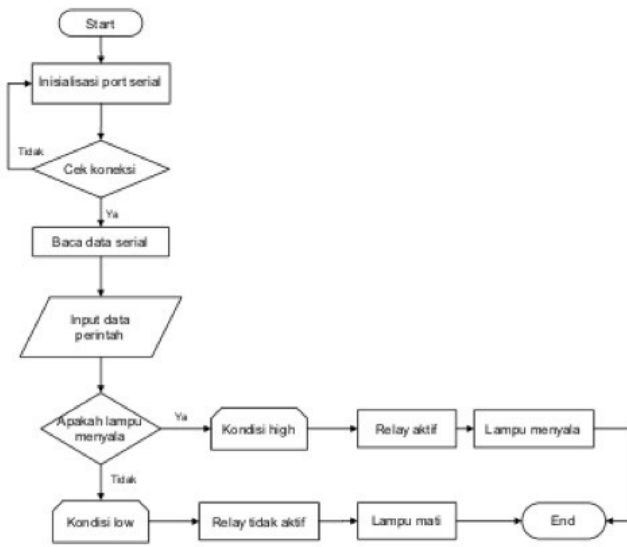 Start
Inisialisasi port serial
Tidak
Cek koneksi
Ya
Baca data serial
Input data
perintah
Apakah lampu
menyala
Ya
Kondisi high
Relay aktif
Lampu menyala
Tidak
Kondisi low
Relay tidak aktif
Lampu mati
End